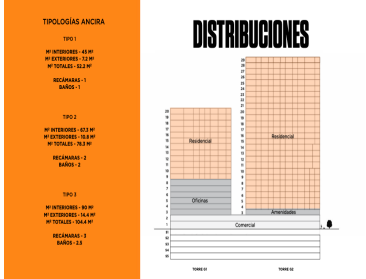 TIPOLOGÍAS ANCIRA
TIPO 1
M² INTERIORES - 45 M²
M² EXTERIORES - 7.2 M²
M² TOTALES - 52.2 M²
RECÁMARAS - 1
BAÑOS - 1
TIPO 2
M² INTERIORES - 67.5 M²
M² EXTERIORES - 10.8 M²
M² TOTALES - 78.3 M²
RECÁMARAS - 2
BAÑOS - 2
TIPO 3
M² INTERIORES - 90 M²
M² EXTERIORES - 14.4 M²
M² TOTALES - 104.4 M²
RECÁMARAS - 3
BAÑOS - 2.5
DISTRIBUCIONES
Residencial
Residencial
Oficinas
Amenidades
Comercial
TORRE 01
TORRE 02